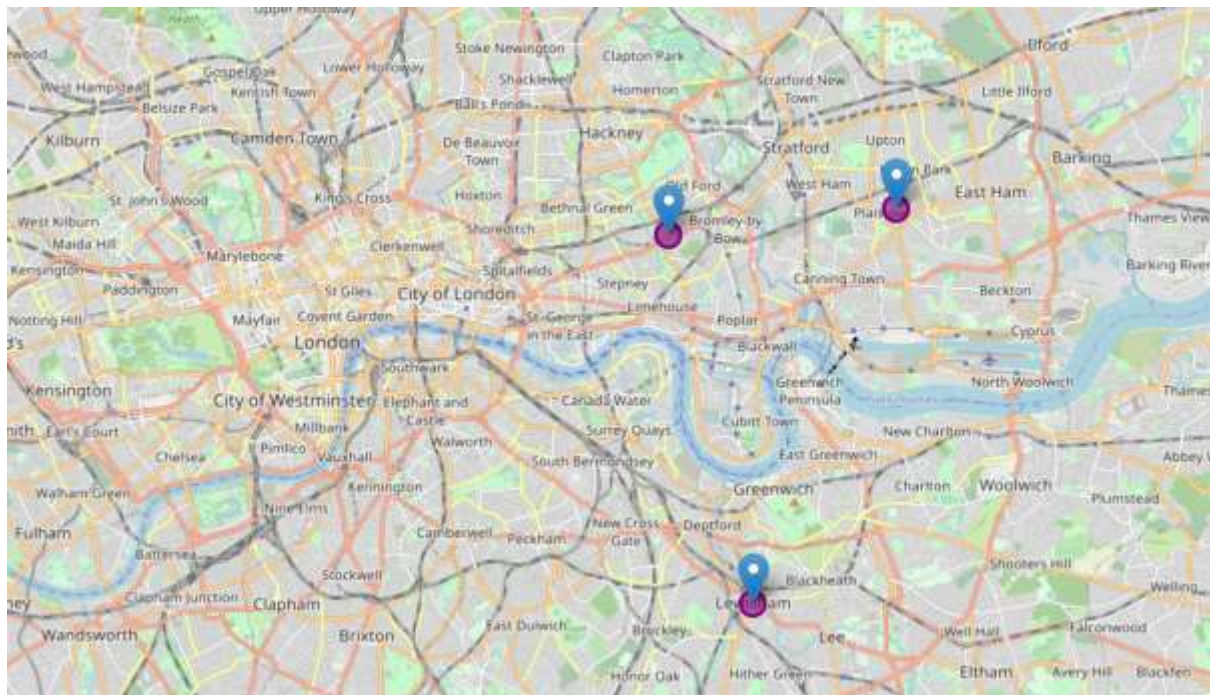 Upper Holloway
Stoke Newington
Clapton Park
Ilford
Gospel Oak
Lower Holloway
Shacklewell
Stratford New
Town
West Hampstead
Kentish Town
Homerton
Little Ilford
Belsize Park
Ball's Pond
Kilburn
Camden Town
De Beauvoir
Town
Hackney
Stratford
Upton
Barking
St. John's Wood
King's Cross
Hoxton
Old Ford
West Ham
East Ham
West Kilburn
Bethnal Green
Bromley-by
Bow
Thames View
Maida Hill
Clerkenwell
Shoreditch
Kensington
Marylebone
Spitalfields
Canning Town
Barking River
Paddington
St Giles
City of London
Stepney
Beckton
Notting Hill
Mayfair
Covent Garden
St-George
in the East
Limehouse
Poplar
Cyprus
London
Blackwall
Southwark
Kensington
Greenwich
Peninsula
North Woolwich
City of Westminster
Elephant and
Castle
Canada Water
Earl's Court
Millbank
Walworth
Surrey Quays
Cubitt Town
New Charlton
Chelsea
Pimlico
Vauxhall
South Bermondsey
East Greenwich
Walham Green
Kennington
Greenwich
Charlton
Woolwich
Plumstead
Fulham
Nine Elms
Camberwell
Peckham
New Cross
Gate
Deptford
Battersea
Stockwell
Blackheath
Shooters Hill
Welling
Clapham Junction
Clapham
Wandsworth
Brixton
East Dulwich
Brockley
Lee
Well Hall
Falconwood
Honor Oak
Hither Green
Eltham
Avery Hill
Blackfen